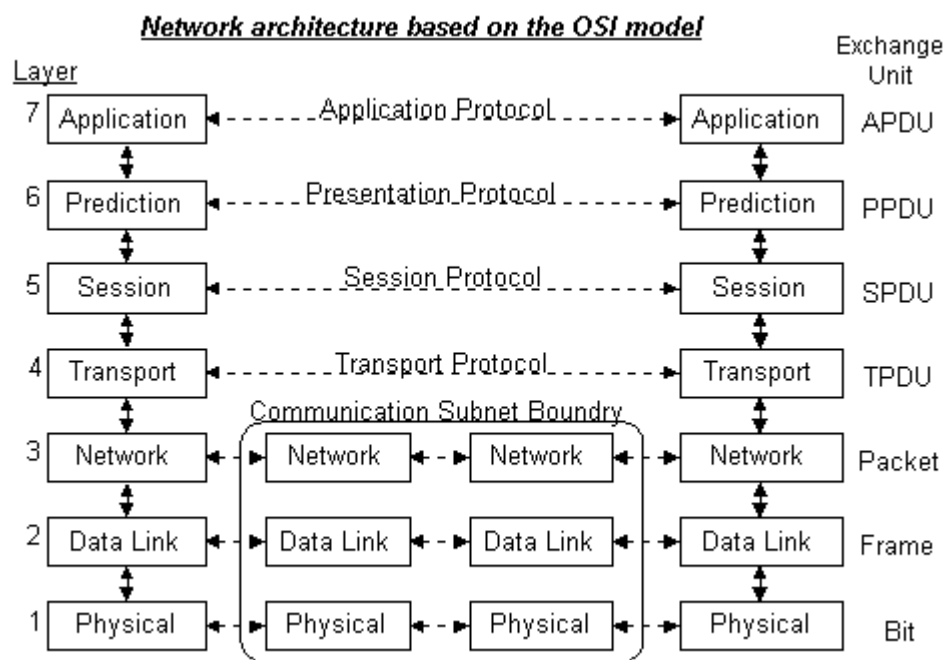 Network architecture based on the OSI model
Exchange
Unit
Layer
7 Application Application Protocol Application APDU
6 Prediction Presentation Protocol Prediction PPDU
5 Session Session Protocol Session SPDU
4 Transport Transport Protocol Transport TPDU
Communication Subnet Boundry
3 Network Network Network Network Packet
2 Data Link Data Link Data Link Data Link Frame
1 Physical Physical Physical Physical Bit